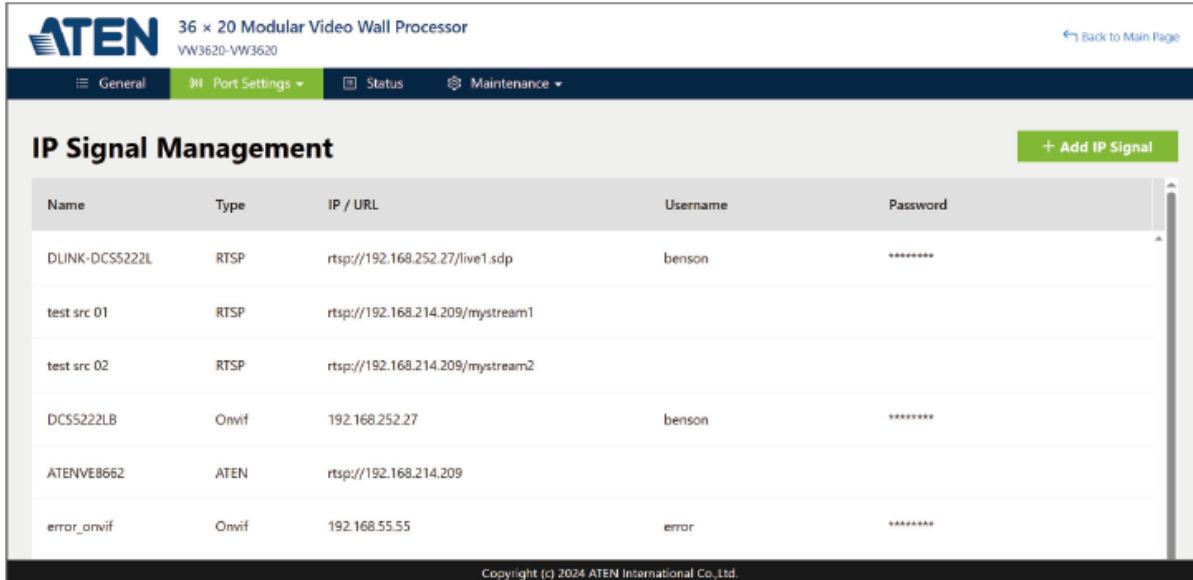 ATEN
36 × 20 Modular Video Wall Processor
VW3620-VW3620
Back to Main Page
General Port Settings Status Maintenance
IP Signal Management
+ Add IP Signal
Name Type IP / URL Username Password
DLINK-DCS5222L RTSP rtsp://192.168.252.27/live1.sdp benson ********
test src 01 RTSP rtsp://192.168.214.209/mystream1
test src 02 RTSP rtsp://192.168.214.209/mystream2
DCS5222LB Onvif 192.168.252.27 benson ********
ATENVE8662 ATEN rtsp://192.168.214.209
error_onvif Onvif 192.168.55.55 error ********
Copyright (c) 2024 ATEN International Co.,Ltd.